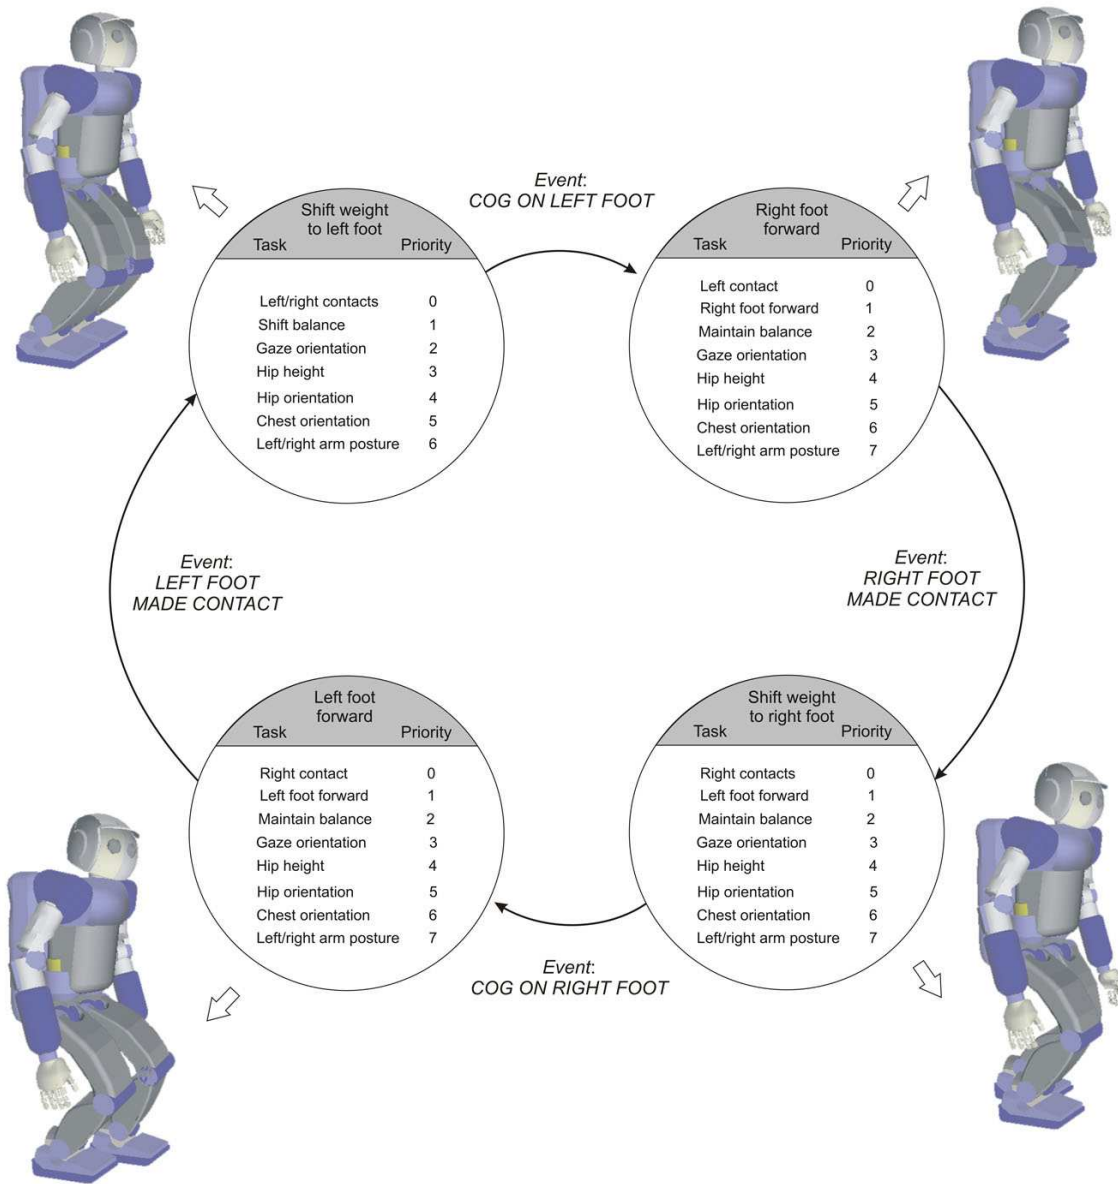 Event:
COG ON LEFT FOOT
Shift weight
to left foot
Task Priority
Left/right contacts 0
Shift balance 1
Gaze orientation 2
Hip height 3
Hip orientation 4
Chest orientation 5
Left/right arm posture 6
Right foot
forward
Task Priority
Left contact 0
Right foot forward 1
Maintain balance 2
Gaze orientation 3
Hip height 4
Hip orientation 5
Chest orientation 6
Left/right arm posture 7
Event:
LEFT FOOT
MADE CONTACT
Event:
RIGHT FOOT
MADE CONTACT
Left foot
forward
Task Priority
Right contact 0
Left foot forward 1
Maintain balance 2
Gaze orientation 3
Hip height 4
Hip orientation 5
Chest orientation 6
Left/right arm posture 7
Shift weight
to right foot
Task Priority
Right contacts 0
Left foot forward 1
Maintain balance 2
Gaze orientation 3
Hip height 4
Hip orientation 5
Chest orientation 6
Left/right arm posture 7
Event:
COG ON RIGHT FOOT